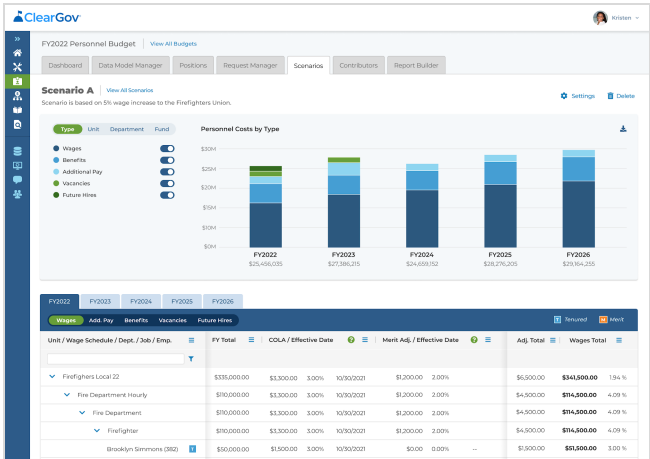 ClearGov
Kristen
FY2022 Personnel Budget View All Budgets
Dashboard Data Model Manager Positions Request Manager Scenarios Contributors Report Builder
Scenario A View All Scenarios
Settings Delete
Scenario is based on 5% wage increase to the Firefighters Union.
Type Unit Department Fund
Personnel Costs by Type
Wages
Benefits
Additional Pay
Vacancies
Future Hires
$30M
$25M
$20M
$15M
$10M
$0M
FY2022 FY2023 FY2024 FY2025 FY2026
$25,456,035 $27,386,215 $24,659,152 $28,276,205 $29,164,255
FY2022 FY2023 FY2024 FY2025 FY2026
Wages Add. Pay Benefits Vacancies Future Hires
T Tenured M Merit
Unit / Wage Schedule / Dept. / Job / Emp. FY Total COLA / Effective Date ? Merit Adj. / Effective Date ? Adj. Total Wages Total
Firefighers Local 22 $335,000.00 $3,300.00 3.00% 10/30/2021 $1,200.00 2.00% $6,500.00 $341,500.00 1.94 %
Fire Department Hourly $110,000.00 $3,300.00 3.00% 10/30/2021 $1,200.00 2.00% $4,500.00 $114,500.00 4.09 %
Fire Department $110,000.00 $3,300.00 3.00% 10/30/2021 $1,200.00 2.00% $4,500.00 $114,500.00 4.09 %
Firefighter $110,000.00 $3,300.00 3.00% 10/30/2021 $1,200.00 2.00% $4,500.00 $114,500.00 4.09 %
Brooklyn Simmons (382) T $50,000.00 $1,500.00 3.00% 10/30/2021 $0.00 0.00% -- $1,500.00 $51,500.00 3.00 %